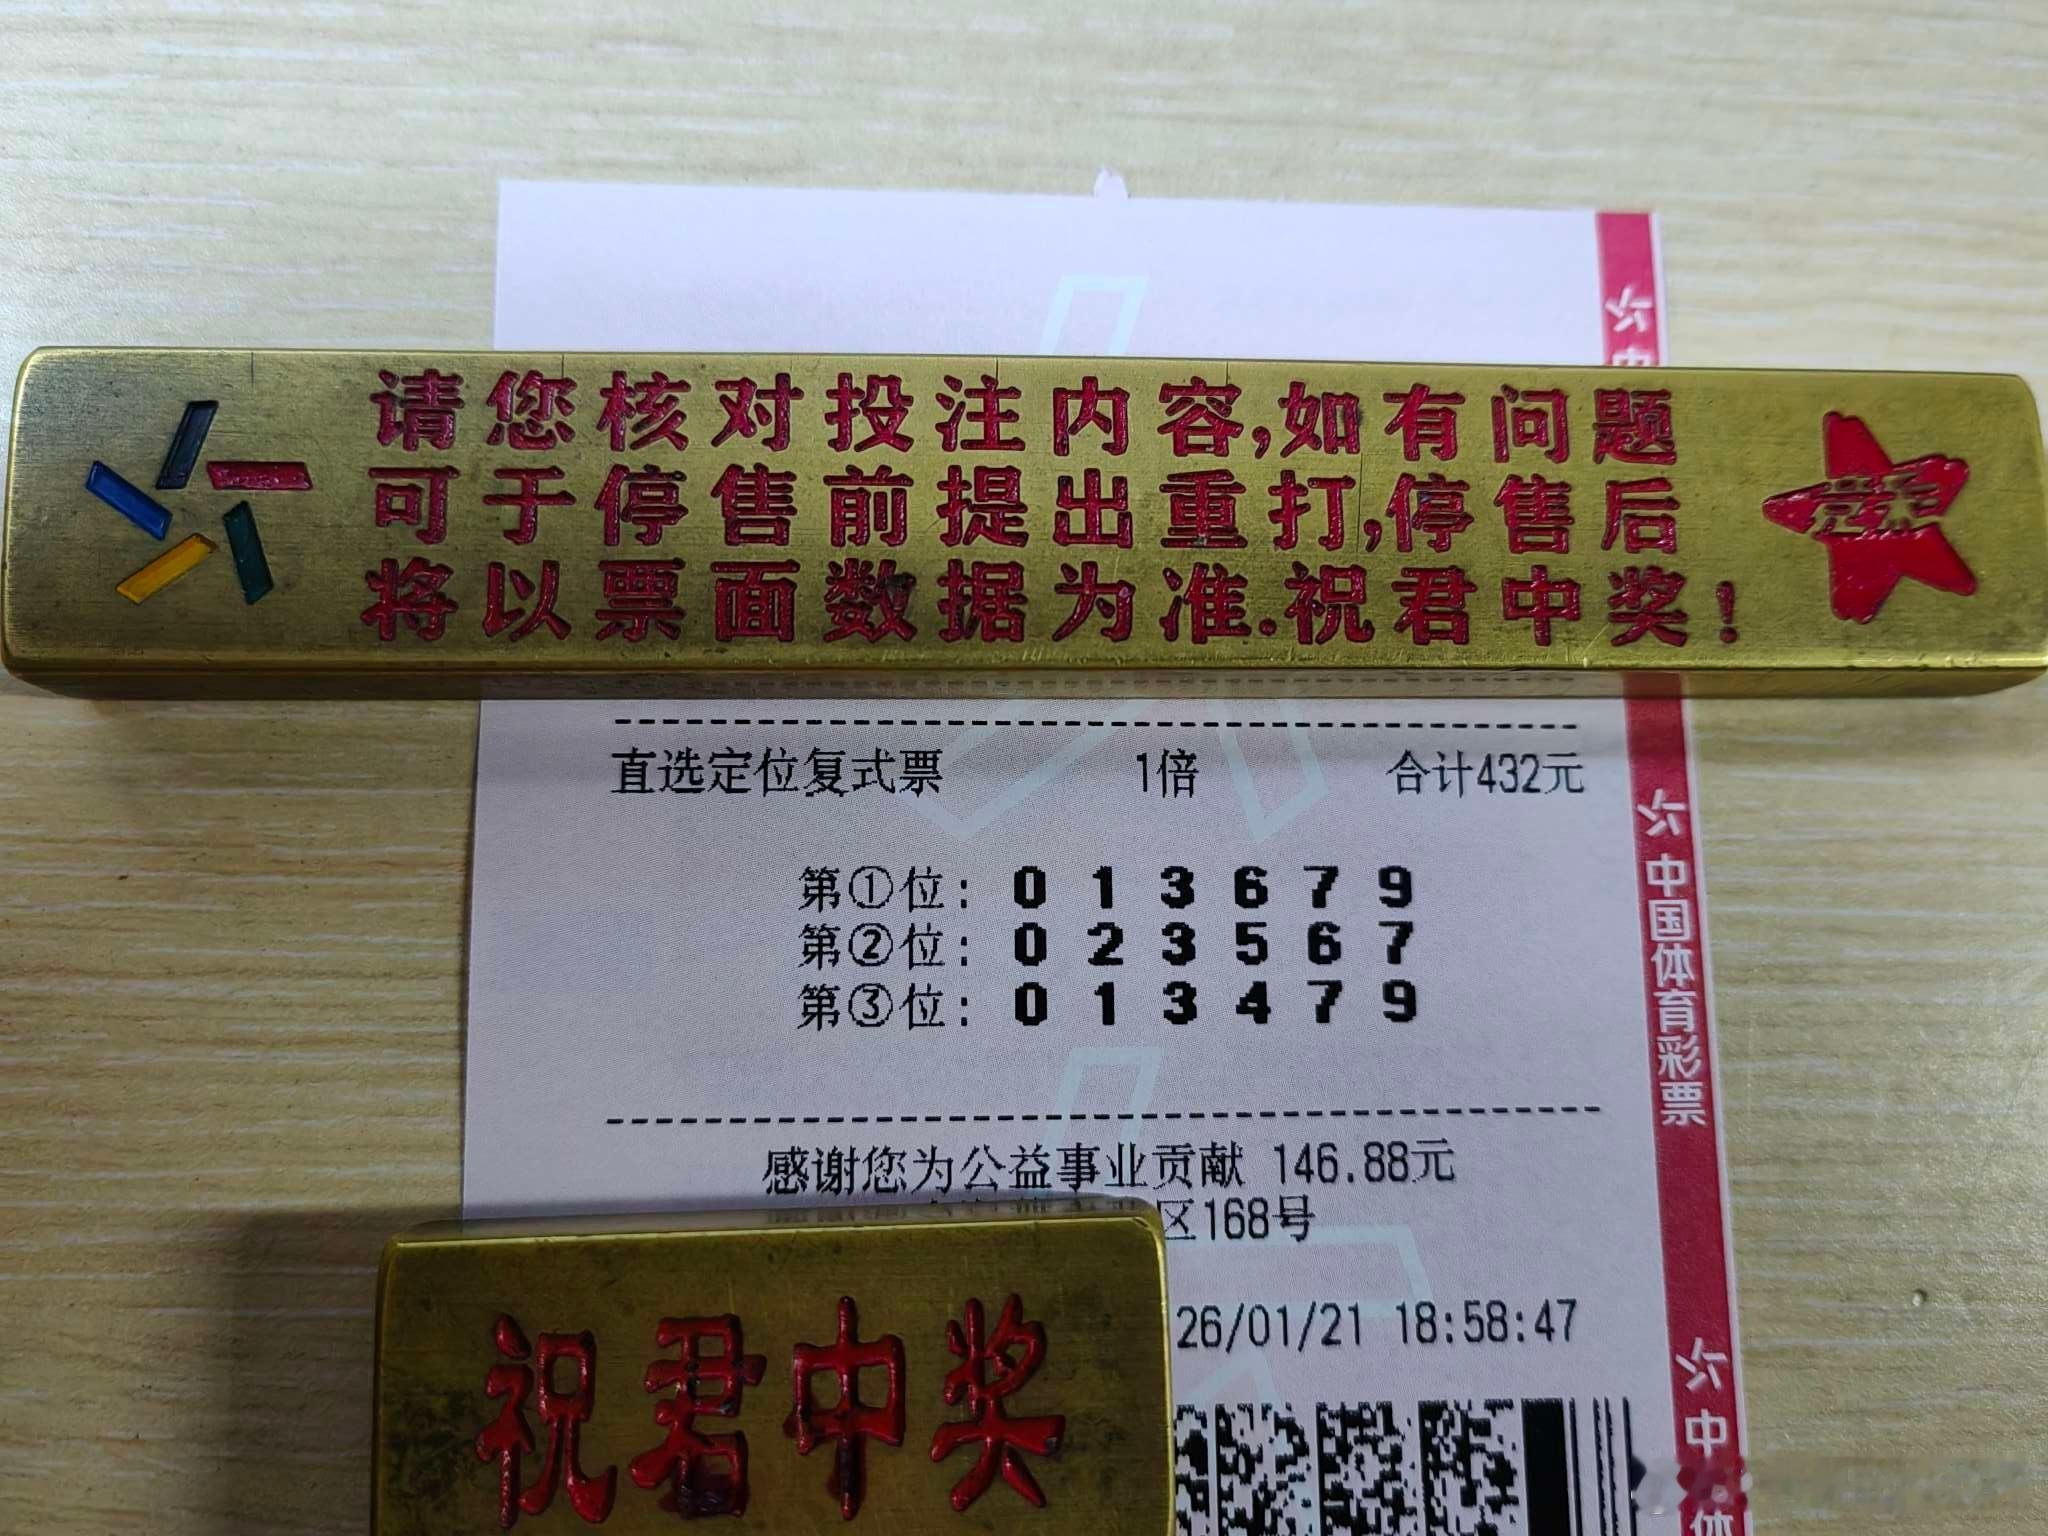 请您核对投注内容,如有问题
可于停售前提出重打,停售后
将以票面数据为准.祝君中奖!
直选定位复式票 1倍 合计432元
第①位: 0 1 3 6 7 9
第②位: 0 2 3 5 6 7
第③位: 0 1 3 4 7 9
感谢您为公益事业贡献 146.88元
区168号
26/01/21 18:58:47
祝君中奖
中国体育彩票
中国体